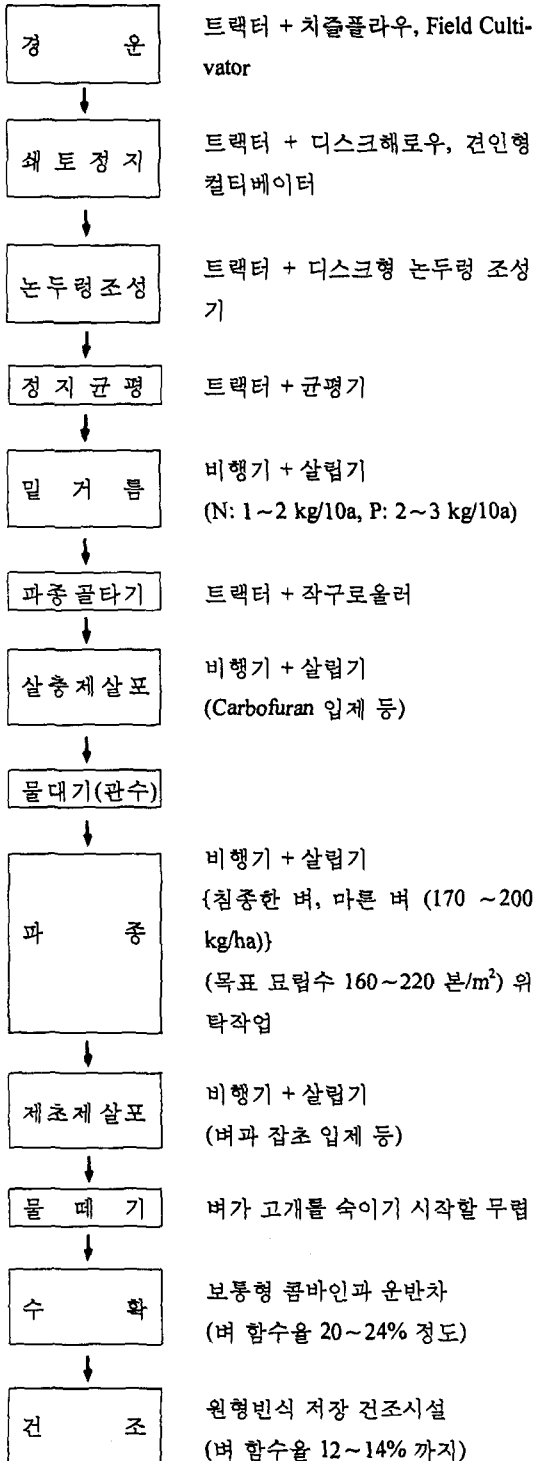 경 운
트랙터 + 치즐플라우, Field Culti-
vator
쇄토정지
트랙터 + 디스크해로우, 견인형
컬티베이터
논두렁조성
트랙터 + 디스크형 논두렁 조성
기
정지균평
트랙터 + 균평기
밑 거 름
비행기 + 살립기
(N: 1~2 kg/10a, P: 2~3 kg/10a)
파종골타기
트랙터 + 작구로울러
살충제살포
비행기 + 살립기
(Carbofuran 입제 등)
물대기(관수)
파 종
비행기 + 살립기
{침종한 벼, 마른 벼 (170 ~200
kg/ha)}
(목표 묘립수 160~220 본/m²) 위
탁작업
제초제살포
비행기 + 살립기
(벼과 잡초 입제 등)
물 떼 기
벼가 고개를 숙이기 시작할 무렵
수 확
보통형 콤바인과 운반차
(벼 함수율 20~24% 정도)
건 조
원형빈식 저장 건조시설
(벼 함수율 12~14% 까지)